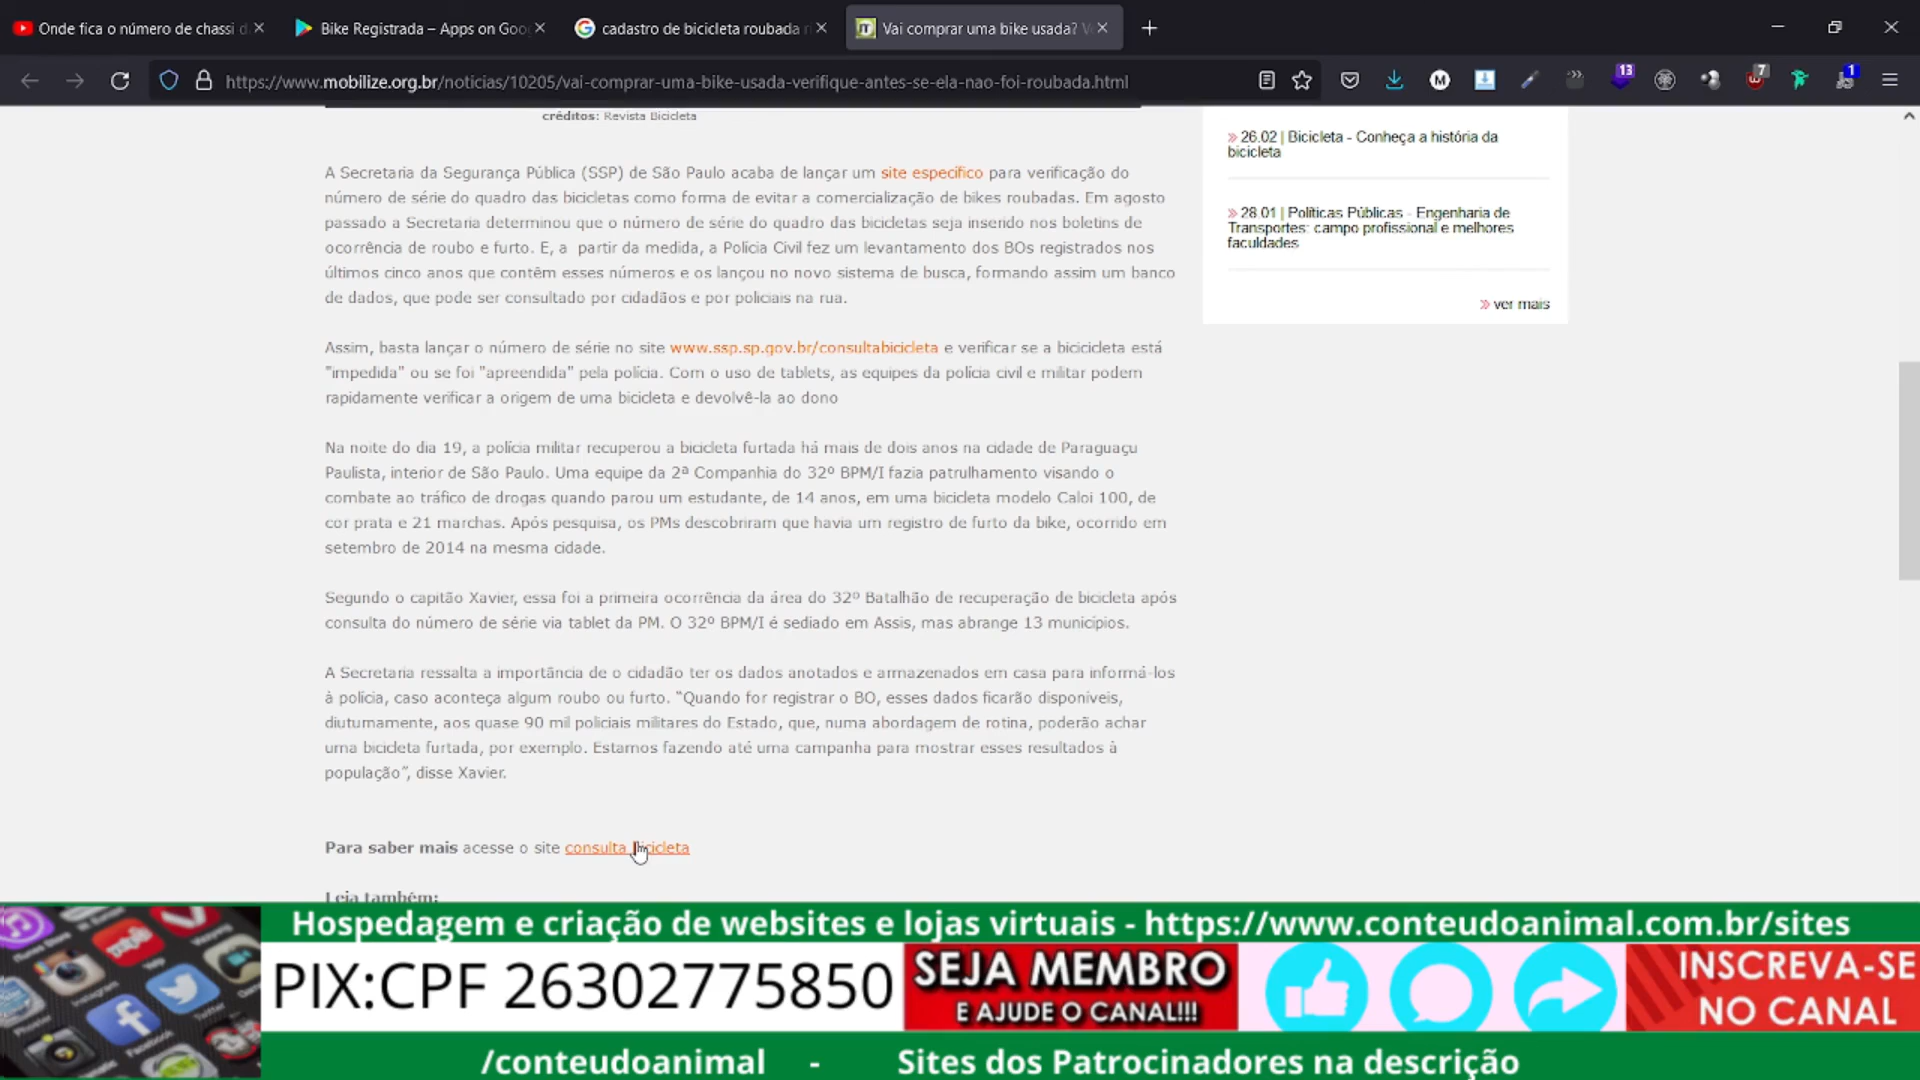 Onde fica o número de chassi d
Bike Registrada – Apps on Goo
cadastro de bicicleta roubada ri
Vai comprar uma bike usada? V
https://www.mobilize.org.br/noticias/10205/vai-comprar-uma-bike-usada-verifique-antes-se-ela-nao-foi-roubada.html
13
7
1
créditos: Revista Bicicleta
A Secretaria da Segurança Pública (SSP) de São Paulo acaba de lançar um site específico para verificação do
número de série do quadro das bicicletas como forma de evitar a comercialização de bikes roubadas. Em agosto
passado a Secretaria determinou que o número de série do quadro das bicicletas seja inserido nos boletins de
ocorrência de roubo e furto. E, a partir da medida, a Polícia Civil fez um levantamento dos BOs registrados nos
últimos cinco anos que contêm esses números e os lançou no novo sistema de busca, formando assim um banco
de dados, que pode ser consultado por cidadãos e por policiais na rua.
Assim, basta lançar o número de série no site www.ssp.sp.gov.br/consultabicicleta e verificar se a bicicicleta está
"impedida" ou se foi "apreendida" pela polícia. Com o uso de tablets, as equipes da polícia civil e militar podem
rapidamente verificar a origem de uma bicicleta e devolvê-la ao dono
Na noite do dia 19, a polícia militar recuperou a bicicleta furtada há mais de dois anos na cidade de Paraguaçu
Paulista, interior de São Paulo. Uma equipe da 2ª Companhia do 32º BPM/I fazia patrulhamento visando o
combate ao tráfico de drogas quando parou um estudante, de 14 anos, em uma bicicleta modelo Caloi 100, de
cor prata e 21 marchas. Após pesquisa, os PMs descobriram que havia um registro de furto da bike, ocorrido em
setembro de 2014 na mesma cidade.
Segundo o capitão Xavier, essa foi a primeira ocorrência da área do 32º Batalhão de recuperação de bicicleta após
consulta do número de série via tablet da PM. O 32º BPM/I é sediado em Assis, mas abrange 13 municípios.
A Secretaria ressalta a importância de o cidadão ter os dados anotados e armazenados em casa para informá-los
à polícia, caso aconteça algum roubo ou furto. “Quando for registrar o BO, esses dados ficarão disponíveis,
diuturnamente, aos quase 90 mil policiais militares do Estado, que, numa abordagem de rotina, poderão achar
uma bicicleta furtada, por exemplo. Estamos fazendo até uma campanha para mostrar esses resultados à
população”, disse Xavier.
Para saber mais acesse o site consulta bicicleta
Leia também:
» 26.02 | Bicicleta - Conheça a história da
bicicleta
» 28.01 | Políticas Públicas - Engenharia de
Transportes: campo profissional e melhores
faculdades
» ver mais
Hospedagem e criação de websites e lojas virtuais - https://www.conteudoanimal.com.br/sites
PIX:CPF 26302775850
SEJA MEMBRO
E AJUDE O CANAL!!!
INSCREVA-SE
NO CANAL
/conteudoanimal - Sites dos Patrocinadores na descrição